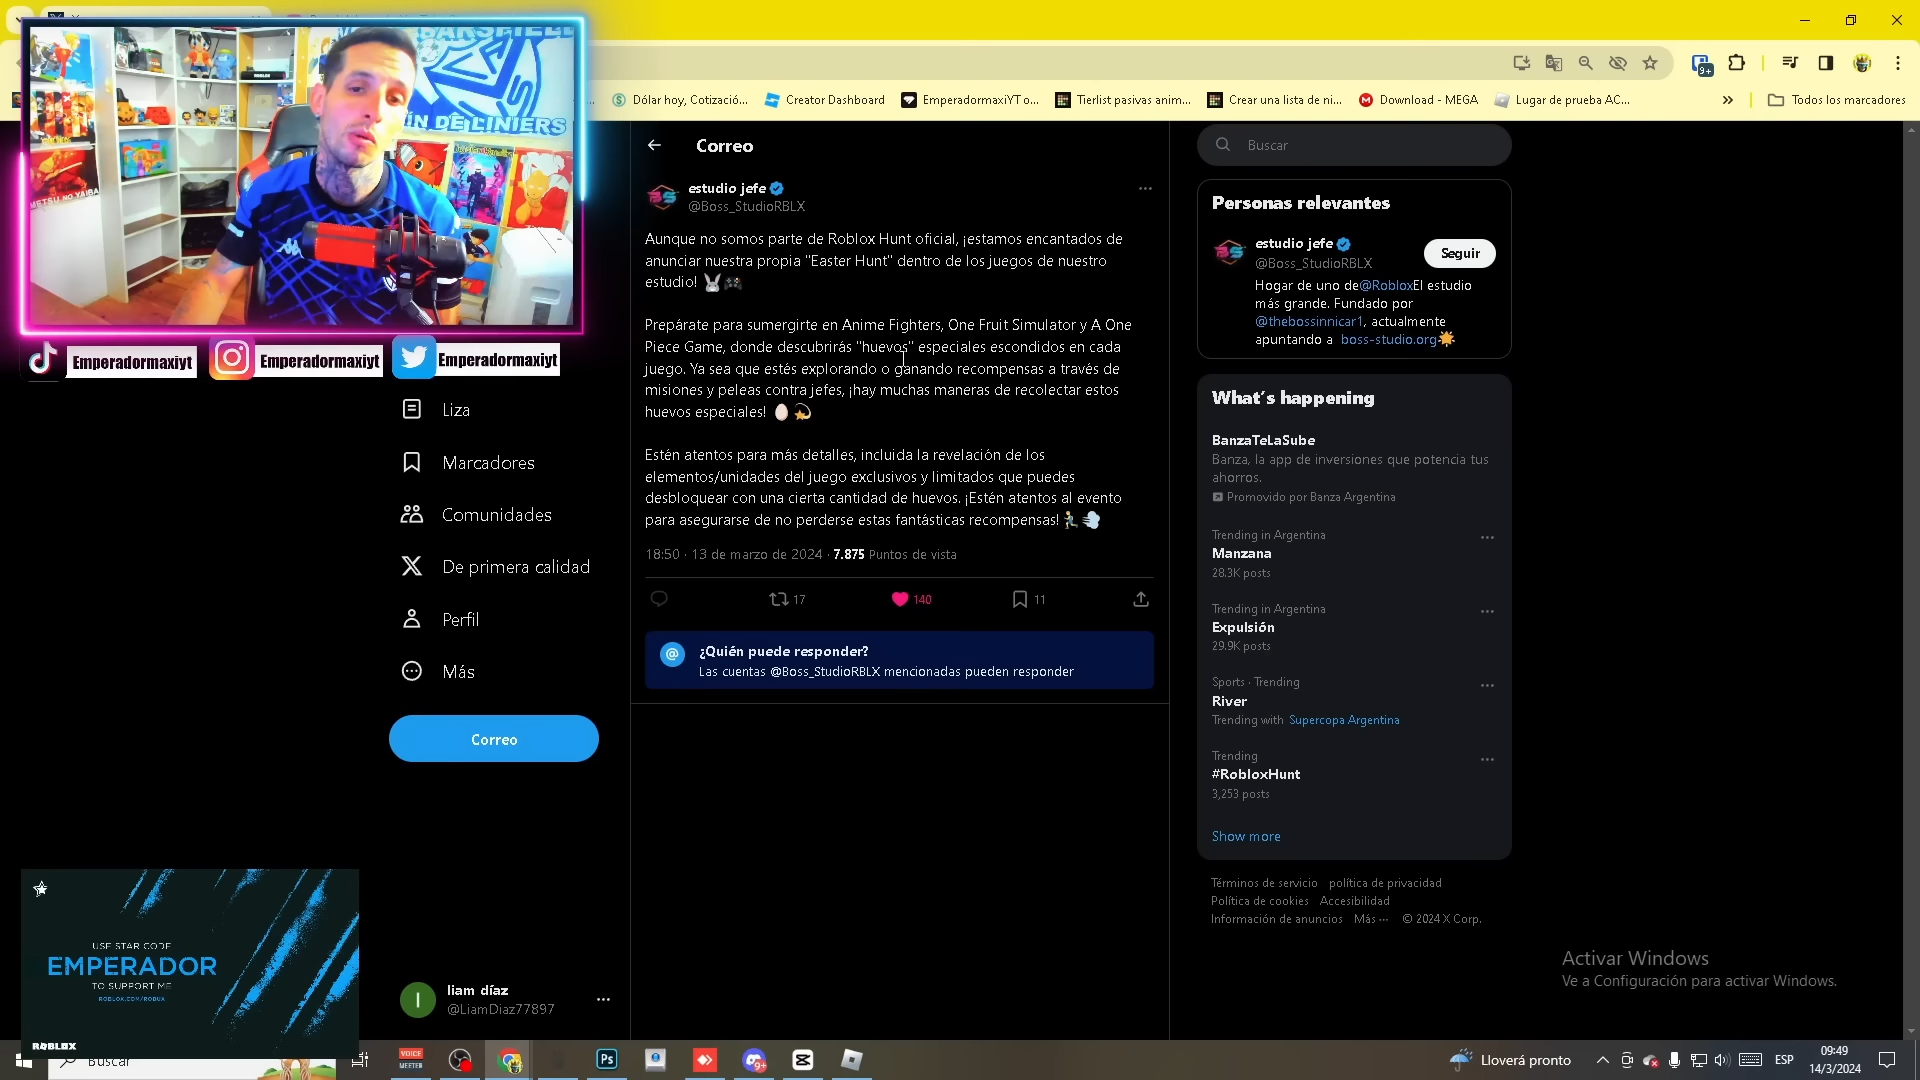 BARSFIELD
N DE LINIERS
METSU NO YAIBA
Emperadormaxiyt
Emperadormaxiyt
Emperadormaxiyt
Dólar hoy, Cotizació...
Creator Dashboard
EmperadormaxiYT o...
Tierlist pasivas anim...
Crear una lista de ni...
Download - MEGA
Lugar de prueba AC...
Todos los marcadores
9+
Liza
Marcadores
Comunidades
De primera calidad
Perfil
Más
Correo
liam díaz
@LiamDiaz77897
Correo
estudio jefe
@Boss_StudioRBLX
Aunque no somos parte de Roblox Hunt oficial, ¡estamos encantados de
anunciar nuestra propia "Easter Hunt" dentro de los juegos de nuestro
estudio! 🐰🎮
Prepárate para sumergirte en Anime Fighters, One Fruit Simulator y A One
Piece Game, donde descubrirás "huevos" especiales escondidos en cada
juego. Ya sea que estés explorando o ganando recompensas a través de
misiones y peleas contra jefes, ¡hay muchas maneras de recolectar estos
huevos especiales! 🥚💫
Estén atentos para más detalles, incluida la revelación de los
elementos/unidades del juego exclusivos y limitados que puedes
desbloquear con una cierta cantidad de huevos. ¡Estén atentos al evento
para asegurarse de no perderse estas fantásticas recompensas! 🏃‍♂️💨
18:50 · 13 de marzo de 2024 · 7.875 Puntos de vista
17
140
11
¿Quién puede responder?
Las cuentas @Boss_StudioRBLX mencionadas pueden responder
Buscar
Personas relevantes
estudio jefe
@Boss_StudioRBLX
Seguir
Hogar de uno de@RobloxEl estudio
más grande. Fundado por
@thebossinnicar1, actualmente
apuntando a boss-studio.org☀️
What's happening
BanzaTeLaSube
Banza, la app de inversiones que potencia tus
ahorros.
Promovido por Banza Argentina
Trending in Argentina
Manzana
28.3K posts
Trending in Argentina
Expulsión
29.9K posts
Sports · Trending
River
Trending with Supercopa Argentina
Trending
#RobloxHunt
3,253 posts
Show more
Términos de servicio política de privacidad
Política de cookies Accesibilidad
Información de anuncios Más ··· © 2024 X Corp.
Activar Windows
Ve a Configuración para activar Windows.
USE STAR CODE
EMPERADOR
TO SUPPORT ME
ROBLOX.COM/ROBUX
ROBLOX
Buscar
VOICE
MEETER
Ps
9+
Lloverá pronto
ESP
09:49
14/3/2024